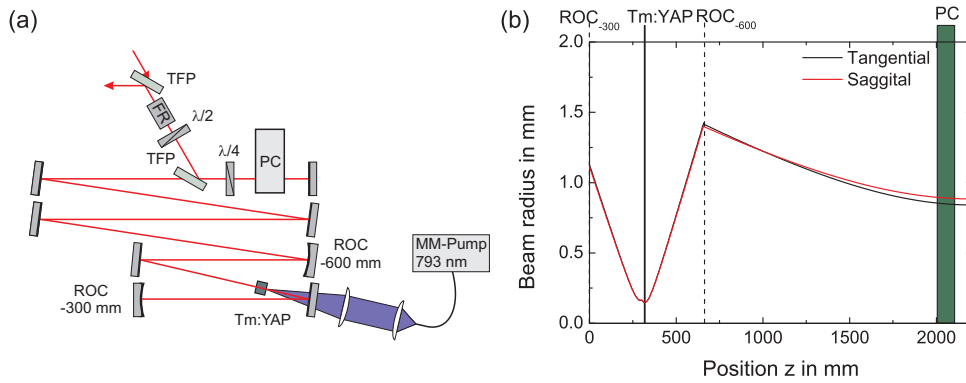 (a)
TFP
FR
λ/2
TFP
λ/4
PC
ROC
-600 mm
MM-Pump
793 nm
ROC
-300 mm
Tm:YAP
(b)
ROC-300
Tm:YAP
ROC-600
PC
2.0
Tangential
Saggital
1.5
1.0
0.5
0.0
Beam radius in mm
0
500
1000
1500
2000
Position z in mm